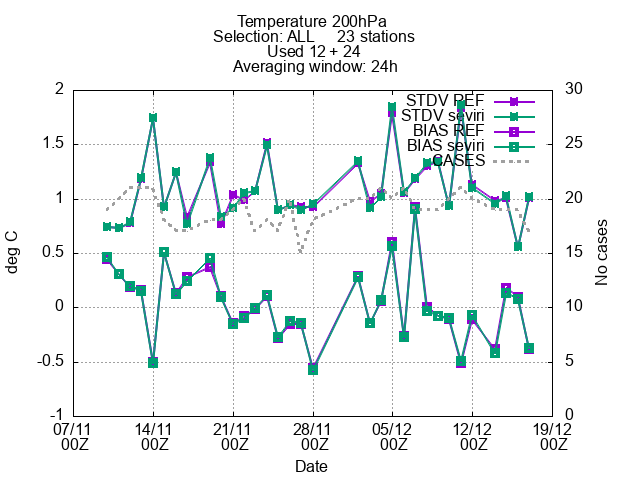 Temperature 200hPa
Selection: ALL 23 stations
Used 12 + 24
Averaging window: 24h
STDV REF
STDV seviri
BIAS REF
BIAS seviri
CASES
deg C
2
1.5
1
0.5
0
-0.5
-1
No cases
30
25
20
15
10
5
0
07/11 14/11 21/11 28/11 05/12 12/12 19/12
00Z 00Z 00Z 00Z 00Z 00Z 00Z
Date